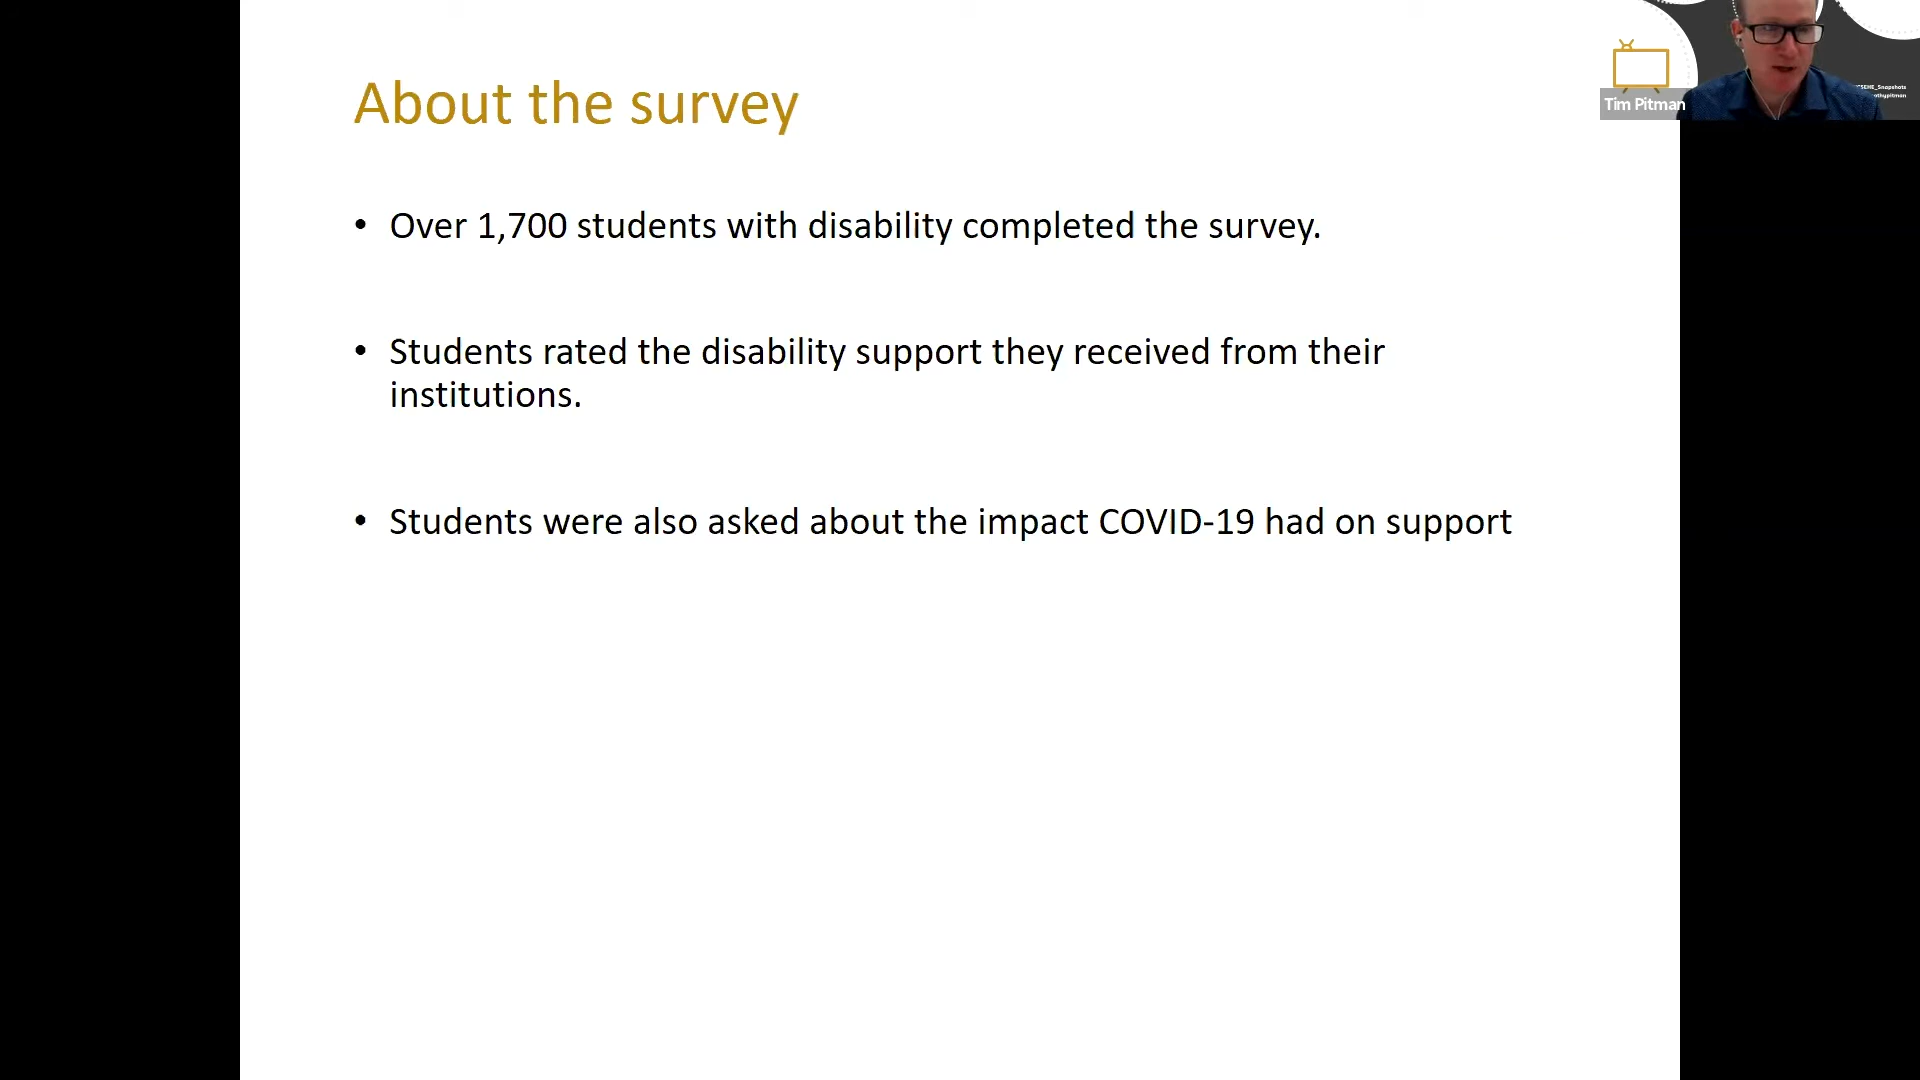 About the survey
• Over 1,700 students with disability completed the survey.
• Students rated the disability support they received from their
institutions.
• Students were also asked about the impact COVID-19 had on support
Tim Pitman